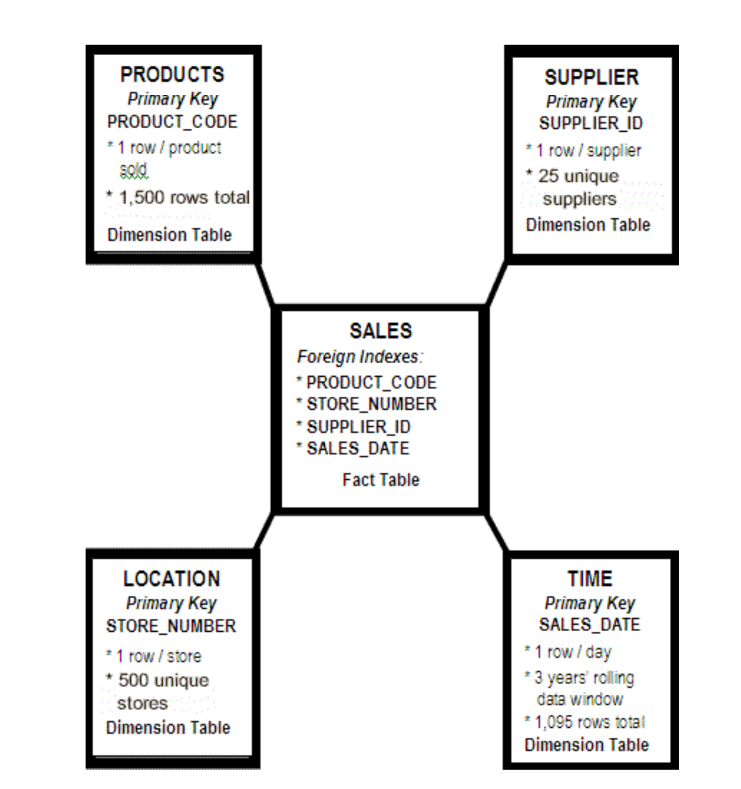 PRODUCTS
Primary Key
PRODUCT_CODE
* 1 row / product
sold
* 1,500 rows total
Dimension Table
SUPPLIER
Primary Key
SUPPLIER_ID
* 1 row / supplier
* 25 unique
suppliers
Dimension Table
SALES
Foreign Indexes:
* PRODUCT_CODE
* STORE_NUMBER
* SUPPLIER_ID
* SALES_DATE
Fact Table
LOCATION
Primary Key
STORE_NUMBER
* 1 row / store
* 500 unique
stores
Dimension Table
TIME
Primary Key
SALES_DATE
* 1 row / day
* 3 years' rolling
data window
* 1,095 rows total
Dimension Table